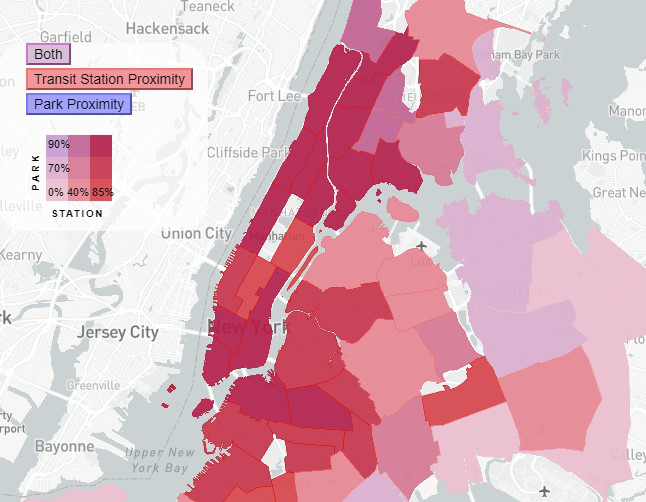 Teaneck
Garfield
Hackensack
Both
Transit Station Proximity
Park Proximity
Fort Lee
ham Bay Park
Manor
90%
70%
0% 40% 85%
PARK
STATION
Cliffside Park
Kings Poin
Great Ne
Union City
Manhattan
Kearny
New York
Jersey City
Greenville
Bayonne
Upper New
York Bay
Valley